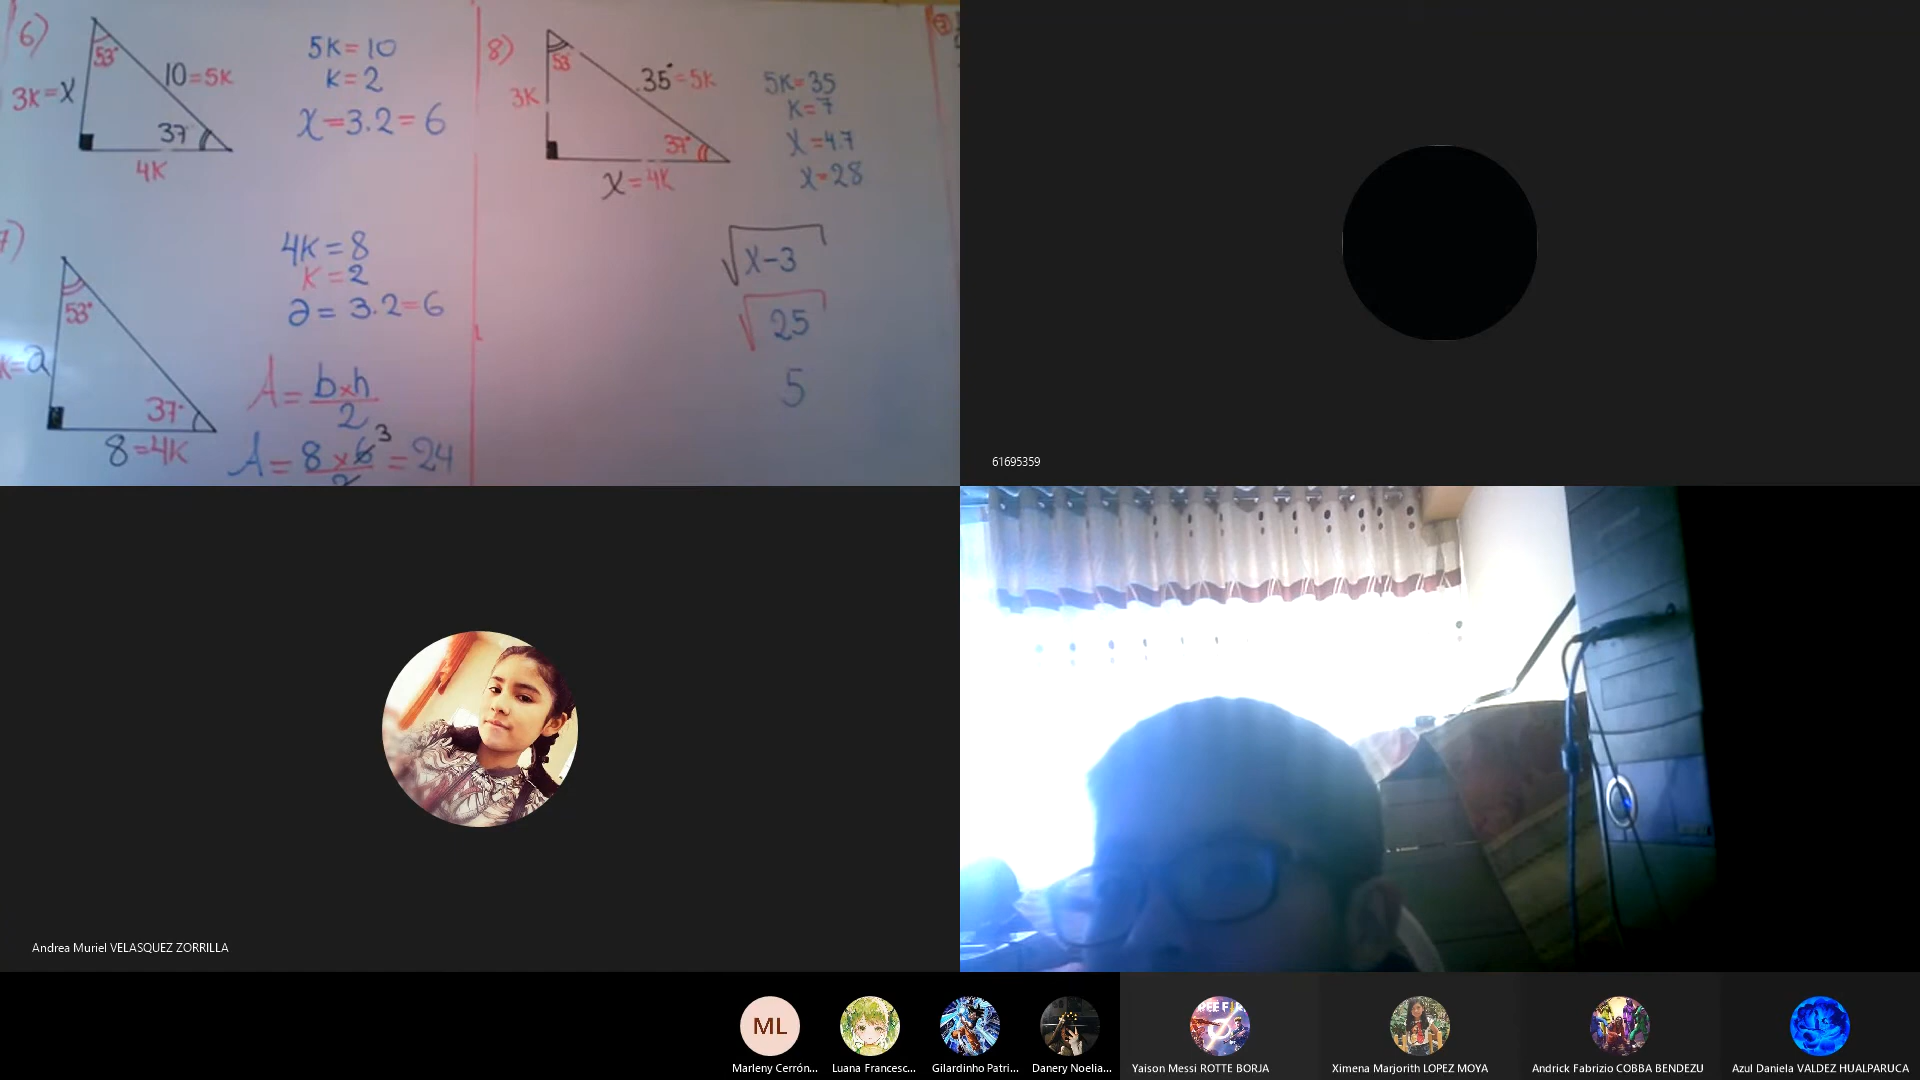 6)
53°
10=5K
3K=X
37
4K
5K=10
K=2
X=3.2=6
7)
53°
K=a
37°
8=4K
4K=8
K=2
a=3.2=6
A=bxh
2
A=8x6 3=24
2
8)
53
35=5K
3K
37°
X=4K
5K=35
K=7
X=4.7
X=28
√X-3
√25
5
61695359
Andrea Muriel VELASQUEZ ZORRILLA
ML
Marleny Cerrón...
Luana Francesc...
Gilardinho Patri...
Danery Noelia...
Yaison Messi ROTTE BORJA
Ximena Marjorith LOPEZ MOYA
Andrick Fabrizio COBBA BENDEZU
Azul Daniela VALDEZ HUALPARUCA